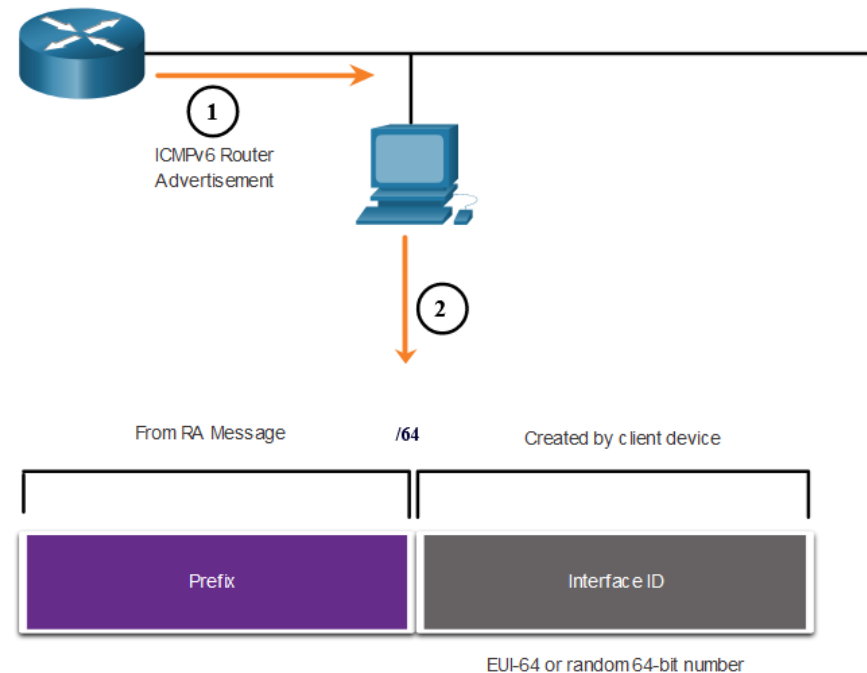 1
ICMPv6 Router
Advertisement
2
From RA Message
/64
Created by client device
Prefix
Interface ID
EUI-64 or random 64-bit number